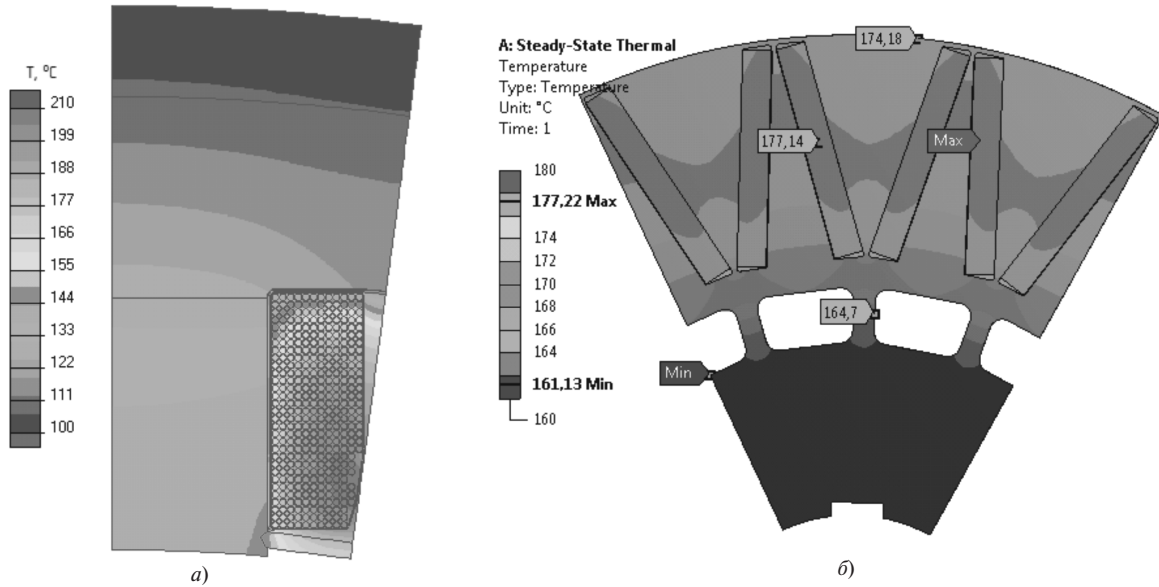 T, °C
210
199
188
177
166
155
144
133
122
111
100
а)
A: Steady-State Thermal
Temperature
Type: Temperature
Unit: °C
Time: 1
180
177,22 Max
174
172
170
168
166
164
161,13 Min
160
174,18
177,14
Max
164,7
Min
б)